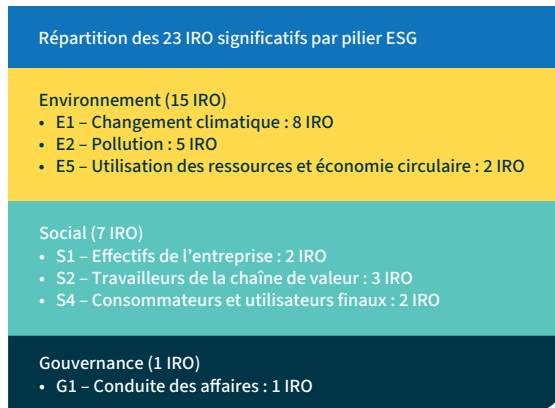 Répartition des 23 IRO significatifs par pilier ESG
Environnement (15 IRO)
• E1 – Changement climatique : 8 IRO
• E2 – Pollution : 5 IRO
• E5 – Utilisation des ressources et économie circulaire : 2 IRO
Social (7 IRO)
• S1 – Effectifs de l’entreprise : 2 IRO
• S2 – Travailleurs de la chaîne de valeur : 3 IRO
• S4 – Consommateurs et utilisateurs finaux : 2 IRO
Gouvernance (1 IRO)
• G1 – Conduite des affaires : 1 IRO